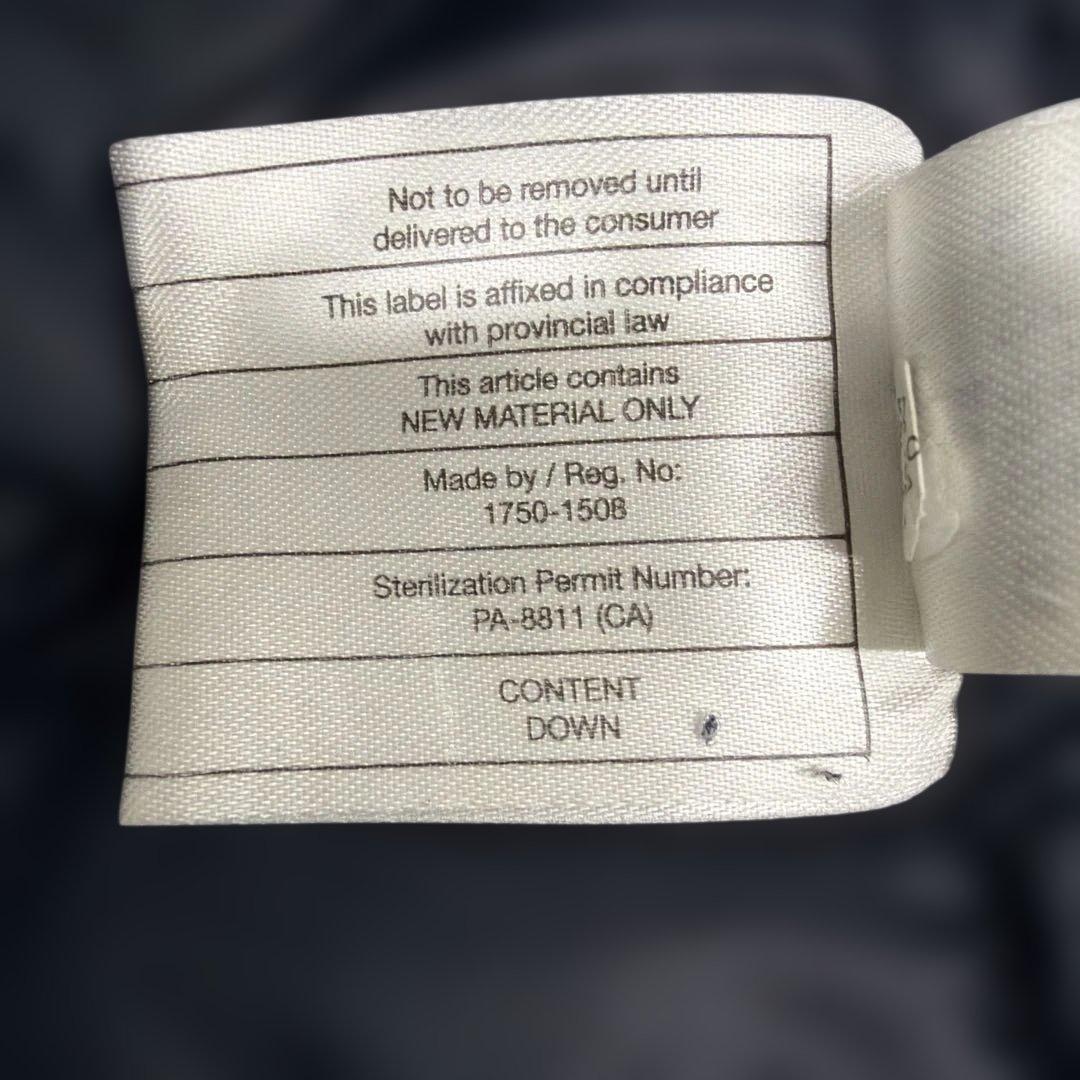 Not to be removed until
delivered to the consumer
This label is affixed in compliance
with provincial law
This article contains
NEW MATERIAL ONLY
Made by / Reg. No:
1750-150B
Sterilization Permit Number:
PA-8811 (CA)
CONTENT
DOWN